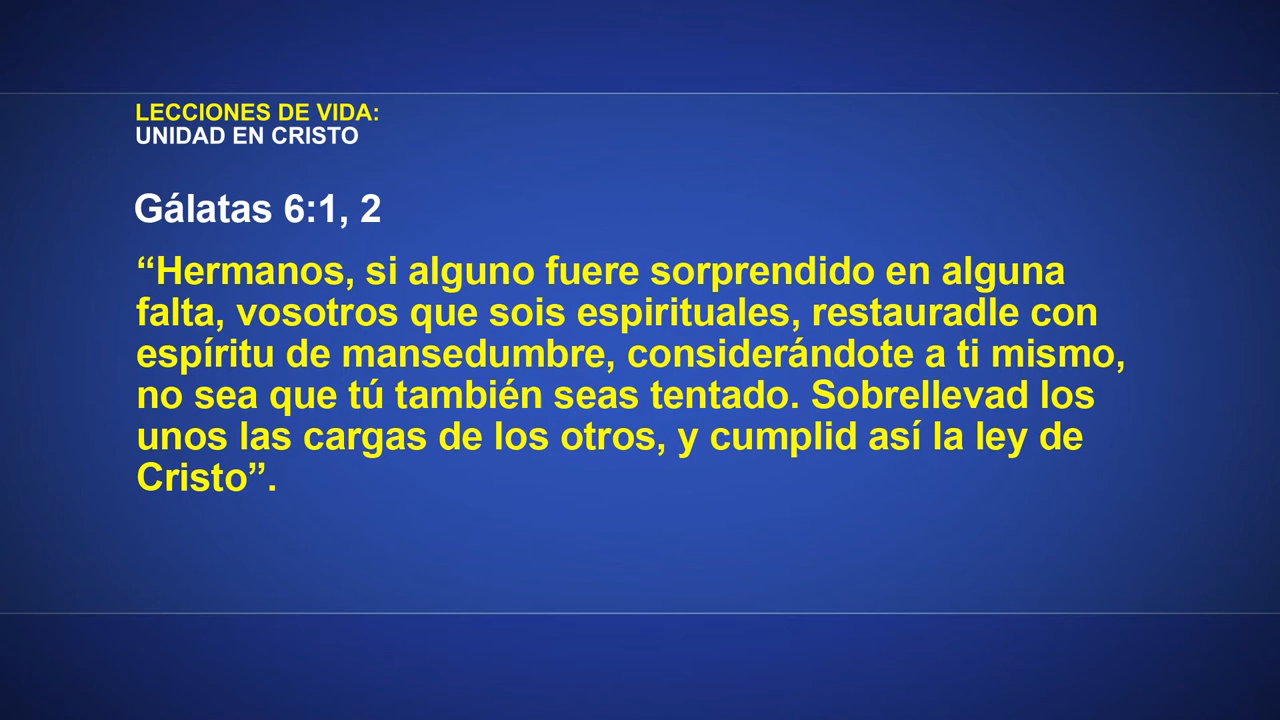 LECCIONES DE VIDA:
UNIDAD EN CRISTO
Gálatas 6:1, 2
“Hermanos, si alguno fuere sorprendido en alguna
falta, vosotros que sois espirituales, restauradle con
espíritu de mansedumbre, considerándote a ti mismo,
no sea que tú también seas tentado. Sobrellevad los
unos las cargas de los otros, y cumplid así la ley de
Cristo”.